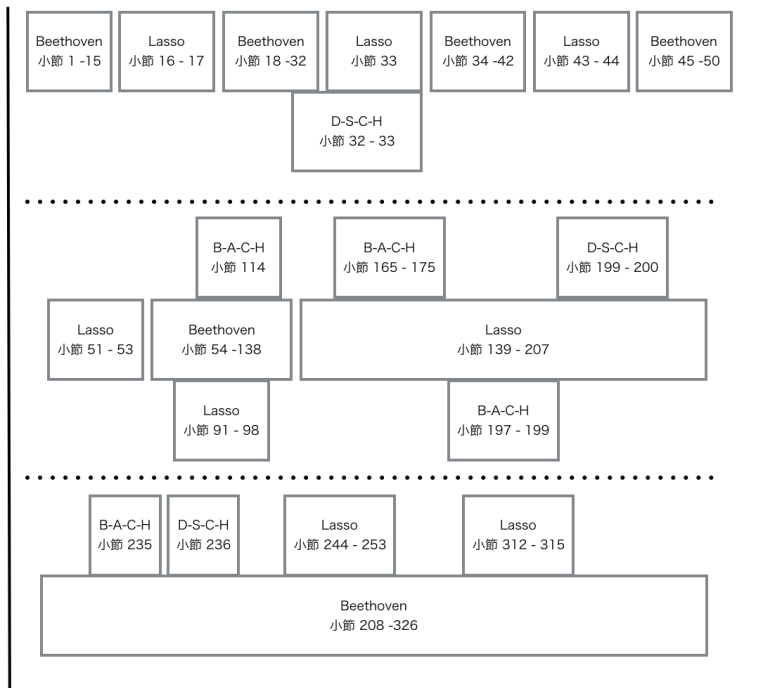 Beethoven
小節 1 -15
Lasso
小節 16 - 17
Beethoven
小節 18 -32
Lasso
小節 33
Beethoven
小節 34 -42
Lasso
小節 43 - 44
Beethoven
小節 45 -50
D-S-C-H
小節 32 - 33
B-A-C-H
小節 114
B-A-C-H
小節 165 - 175
D-S-C-H
小節 199 - 200
Lasso
小節 51 - 53
Beethoven
小節 54 -138
Lasso
小節 139 - 207
Lasso
小節 91 - 98
B-A-C-H
小節 197 - 199
B-A-C-H
小節 235
D-S-C-H
小節 236
Lasso
小節 244 - 253
Lasso
小節 312 - 315
Beethoven
小節 208 -326